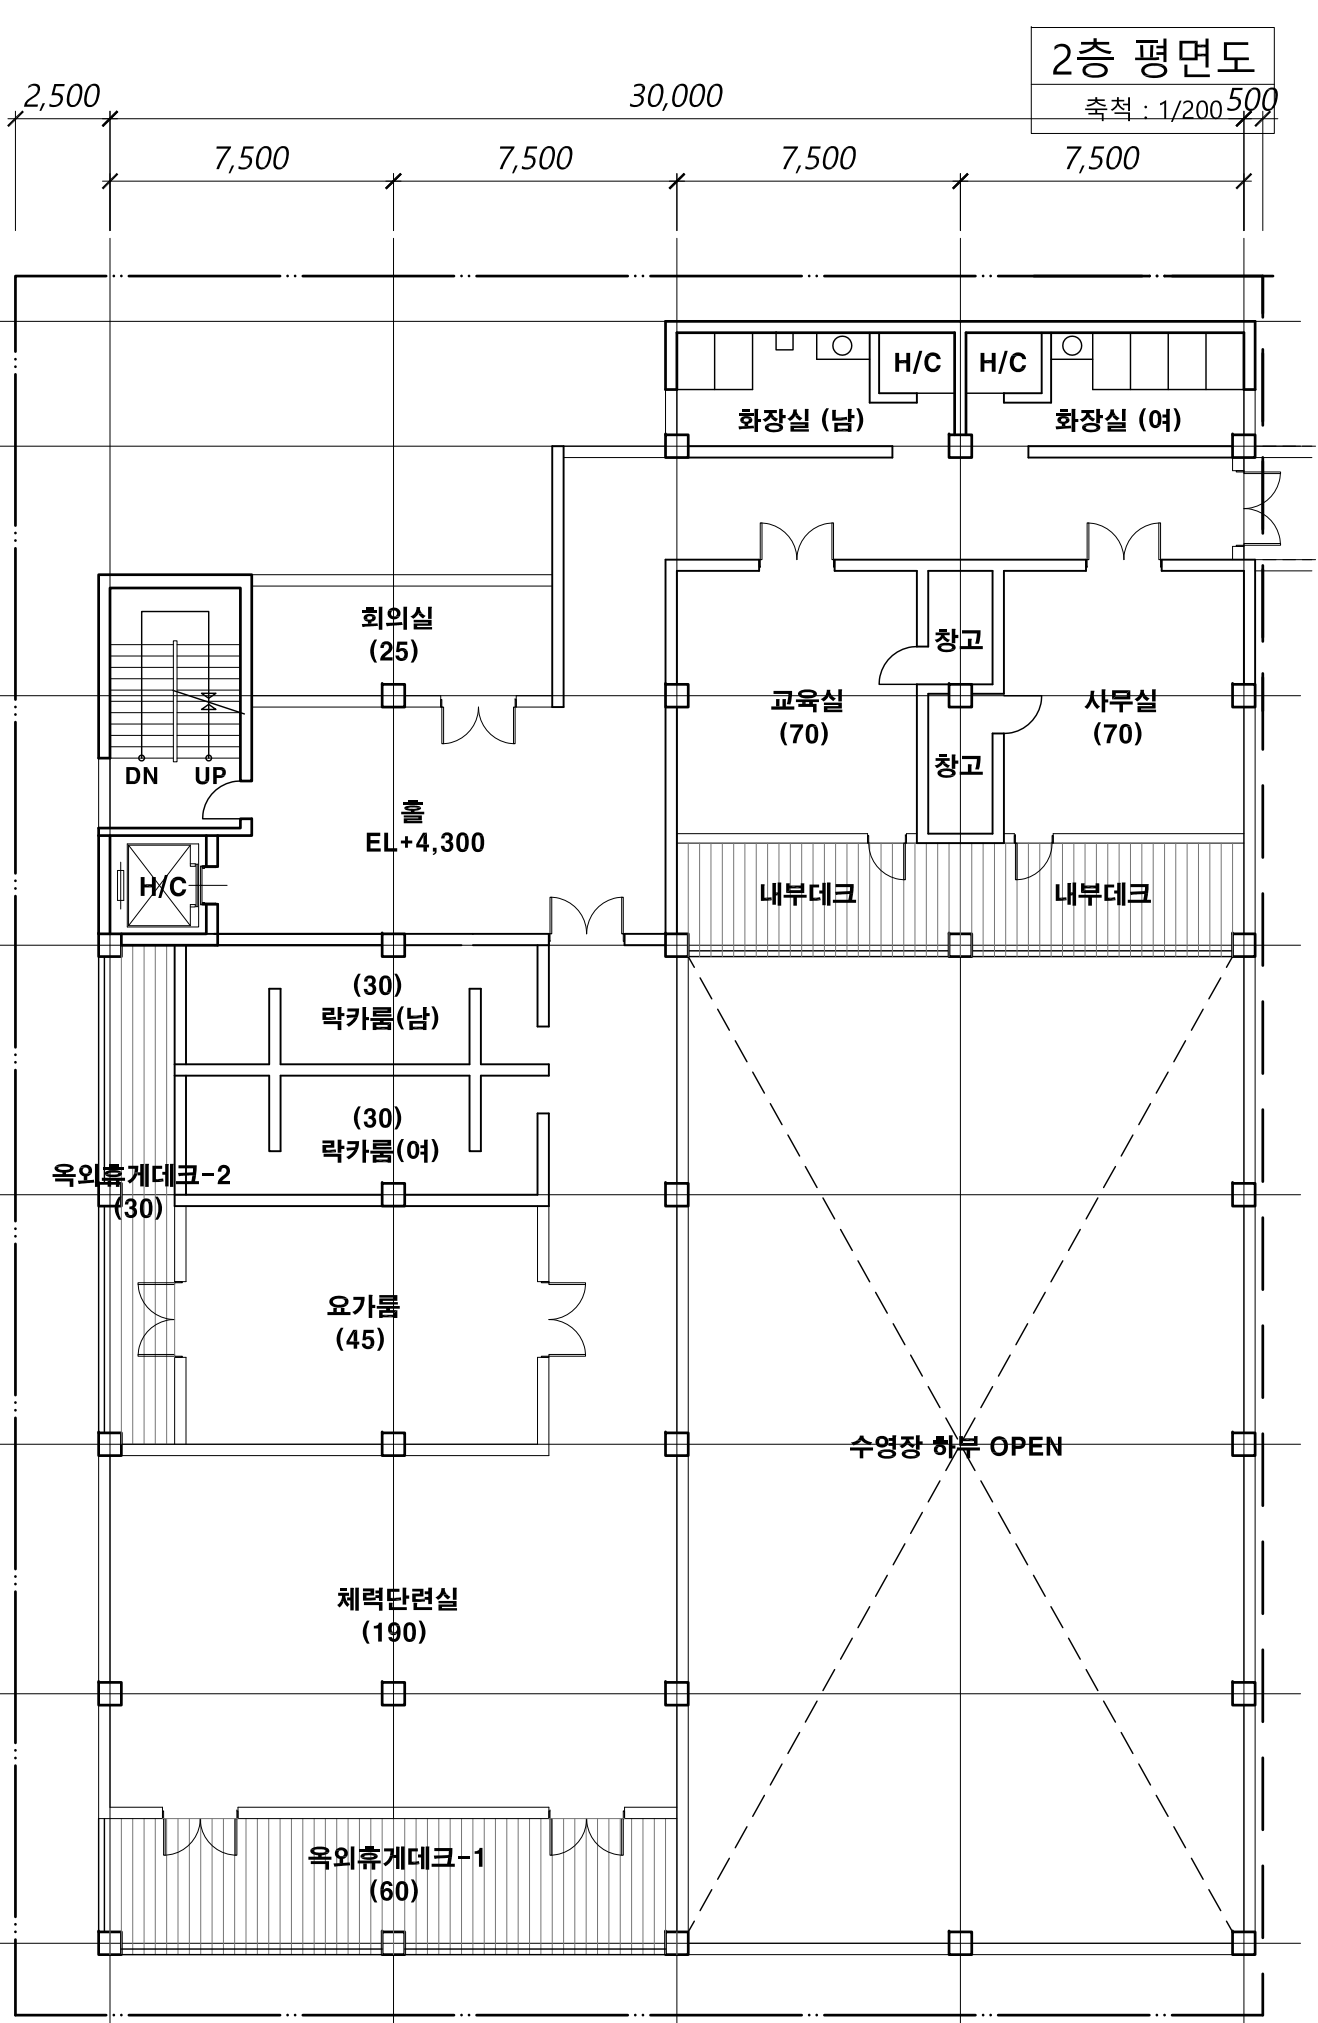 2층 평면도
축척 : 1/200
2,500
30,000
500
7,500
7,500
7,500
7,500
H/C
H/C
화장실 (남)
화장실 (여)
회의실
(25)
창고
교육실
(70)
사무실
(70)
창고
DN
UP
홀
EL+4,300
H/C
내부데크
내부데크
(30)
락카룸(남)
(30)
락카룸(여)
옥외휴게데크-2
(30)
요가룸
(45)
수영장 하부 OPEN
체력단련실
(190)
옥외휴게데크-1
(60)